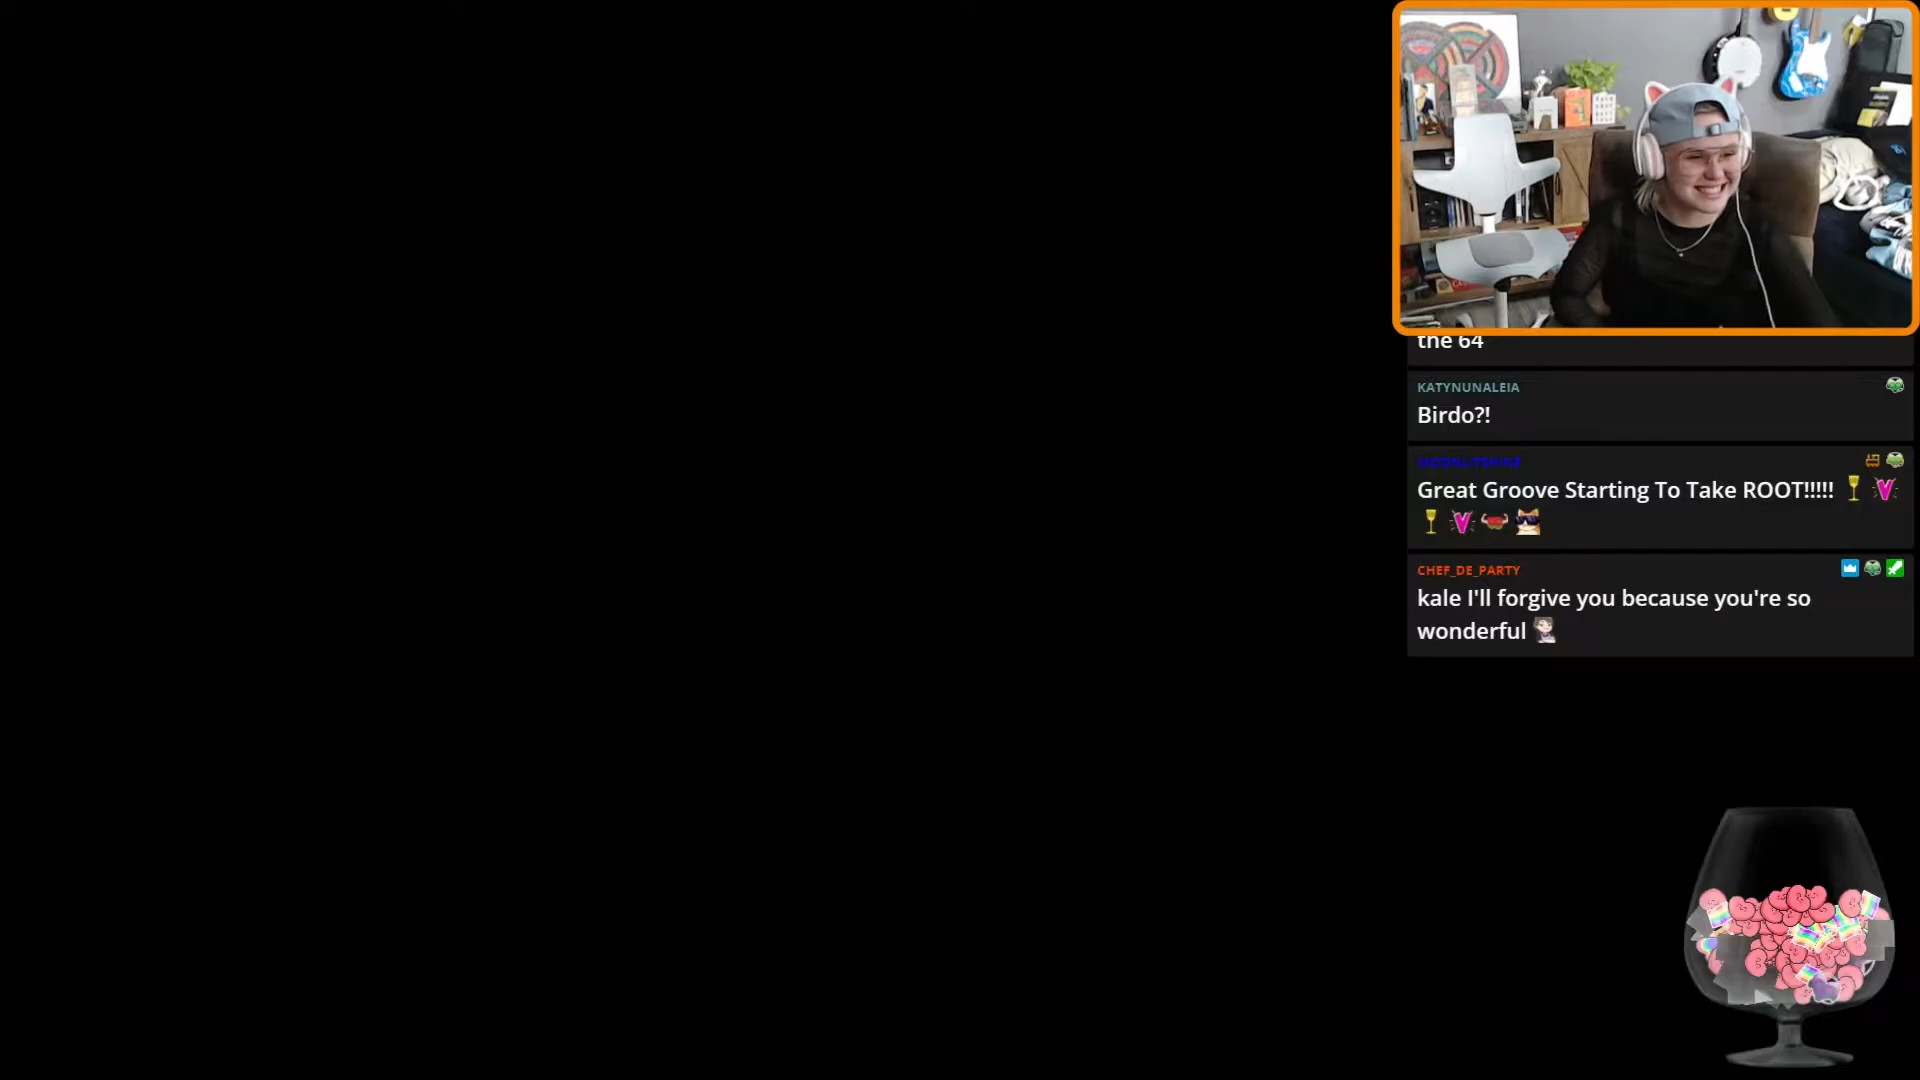 the 64
KATYNUNALEIA
Birdo?!
MOONLITSHINE
Great Groove Starting To Take ROOT!!!!!
CHEF_DE_PARTY
kale I'll forgive you because you're so
wonderful